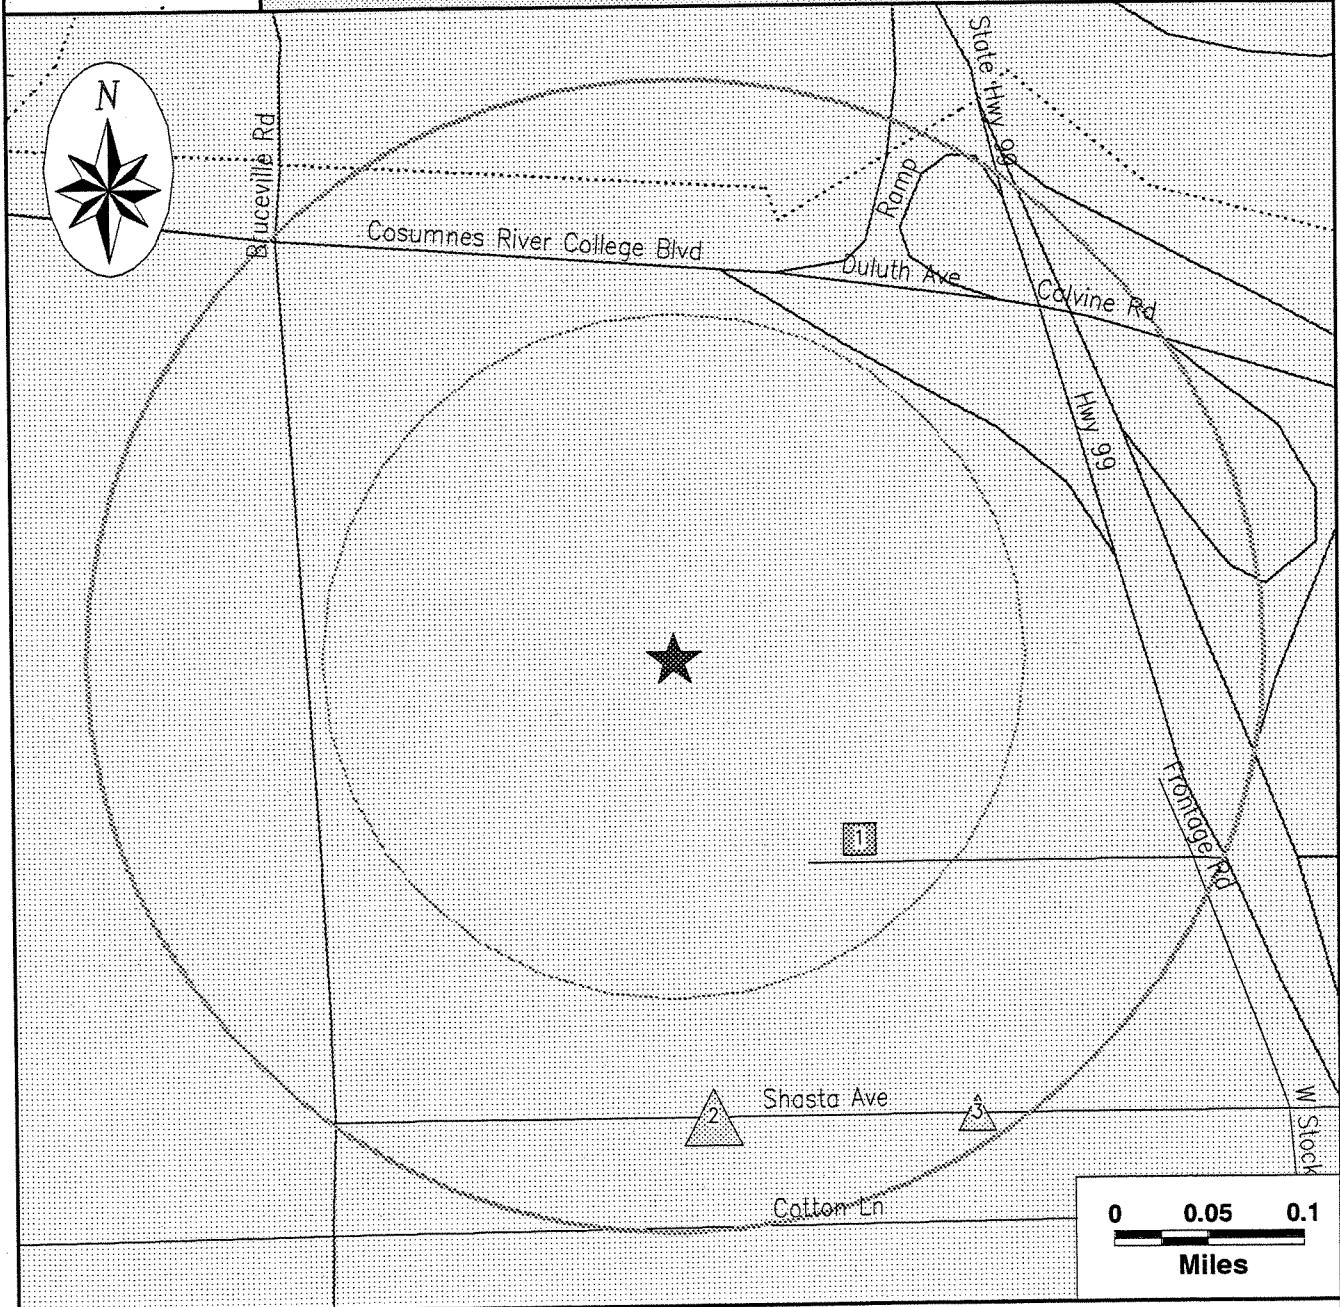 N
State Hwy 99
Bruceville Rd
Ramp
Cosumnes River College Blvd
Duluth Ave
Calvine Rd
Hwy 99
Frontage Rd
1
Shasta Ave
2
3
W Stock
Cotton Ln
0 0.05 0.1
Miles